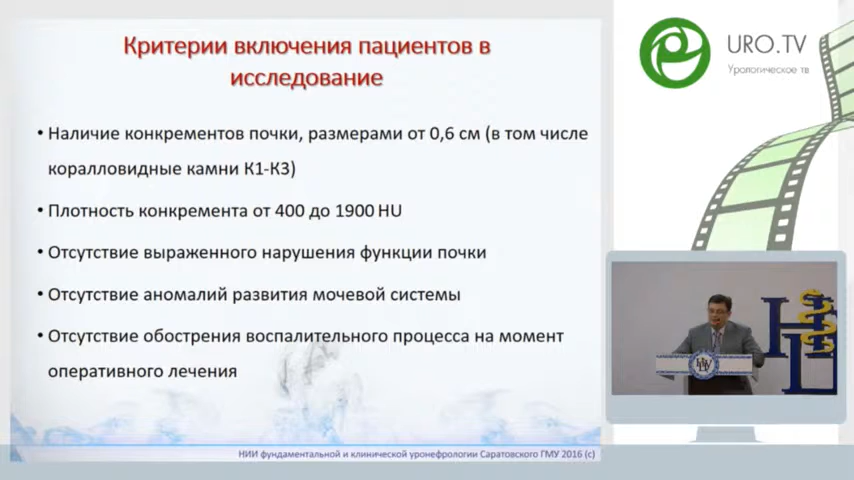 Критерии включения пациентов в
исследование
• Наличие конкрементов почки, размерами от 0,6 см (в том числе
коралловидные камни К1-К3)
• Плотность конкремента от 400 до 1900 HU
• Отсутствие выраженного нарушения функции почки
• Отсутствие аномалий развития мочевой системы
• Отсутствие обострения воспалительного процесса на момент
оперативного лечения
НИИ фундаментальной и клинической уронефрологии Саратовского ГМУ 2016 (с)
URO.TV
Урологическое тв